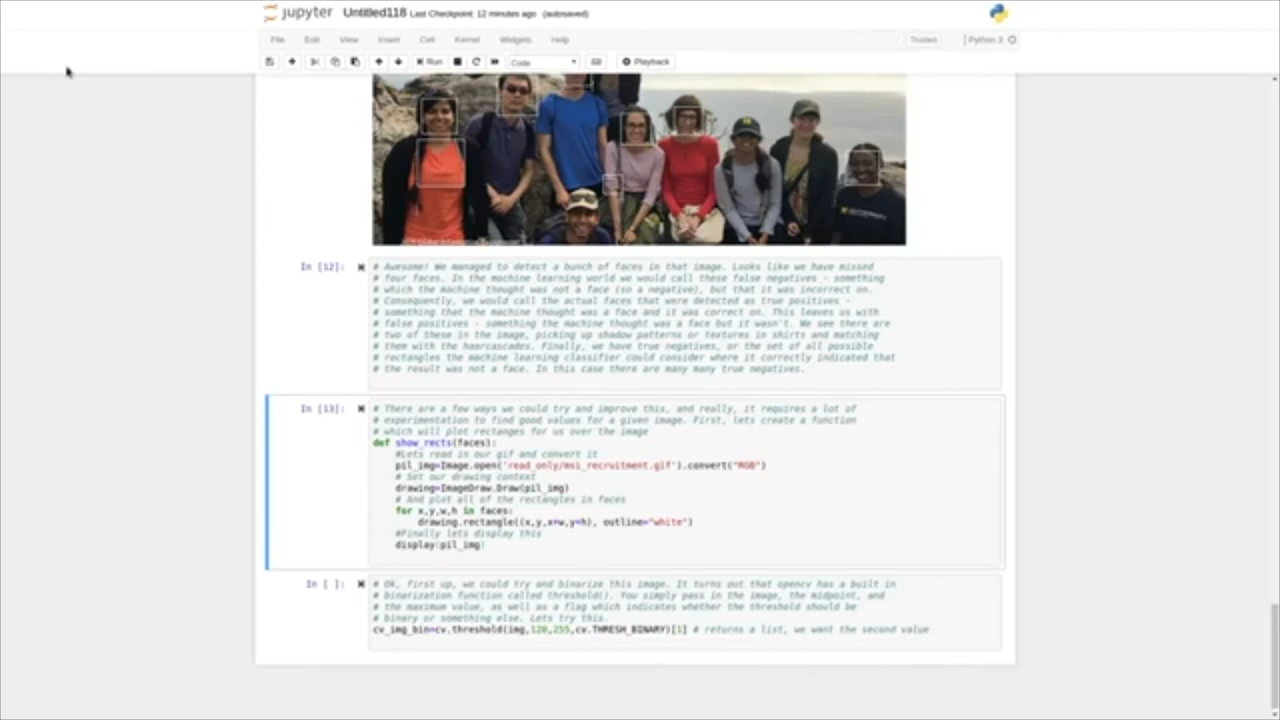 jupyter Untitled118 Last Checkpoint: 12 minutes ago (autosaved)
File Edit View Insert Cell Kernel Widgets Help Trusted Python 3
Run Code Playback
In [12]:
# Awesome! We managed to detect a bunch of faces in that image. Looks like we have missed
# four faces. In the machine learning world we would call these false negatives - something
# which the machine thought was not a face (so a negative), but that it was incorrect on.
# Consequently, we would call the actual faces that were detected as true positives -
# something that the machine thought was a face and it was correct on. This leaves us with
# false positives - something the machine thought was a face but it wasn't. We see there are
# two of these in the image, picking up shadow patterns or textures in shirts and matching
# them with the haarcascades. Finally, we have true negatives, or the set of all possible
# rectangles the machine learning classifier could consider where it correctly indicated that
# the result was not a face. In this case there are many many true negatives.
In [13]:
# There are a few ways we could try and improve this, and really, it requires a lot of
# experimentation to find good values for a given image. First, lets create a function
# which will plot rectanges for us over the image
def show_rects(faces):
#Lets read in our gif and convert it
pil_img=Image.open('read_only/msi_recruitment.gif').convert("RGB")
# Set our drawing context
drawing=ImageDraw.Draw(pil_img)
# And plot all of the rectangles in faces
for x,y,w,h in faces:
drawing.rectangle((x,y,x+w,y+h), outline="white")
#Finally lets display this
display(pil_img)
In [ ]:
# Ok, first up, we could try and binarize this image. It turns out that opencv has a built in
# binarization function called threshold(). You simply pass in the image, the midpoint, and
# the maximum value, as well as a flag which indicates whether the threshold should be
# binary or something else. Lets try this.
cv_img_bin=cv.threshold(img,120,255,cv.THRESH_BINARY)[1] # returns a list, we want the second value